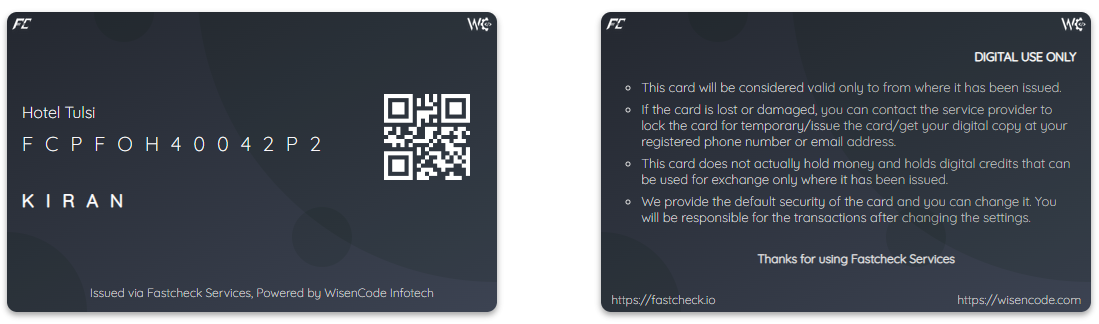 FC
WC
Hotel Tulsi
FCPFOH40042P2
KIRAN
Issued via Fastcheck Services, Powered by WisenCode Infotech
FC
WC
DIGITAL USE ONLY
This card will be considered valid only to from where it has been issued.
If the card is lost or damaged, you can contact the service provider to
lock the card for temporary/issue the card/get your digital copy at your
registered phone number or email address.
This card does not actually hold money and holds digital credits that can
be used for exchange only where it has been issued.
We provide the default security of the card and you can change it. You
will be responsible for the transactions after changing the settings.
Thanks for using Fastcheck Services
https://fastcheck.io
https://wisencode.com